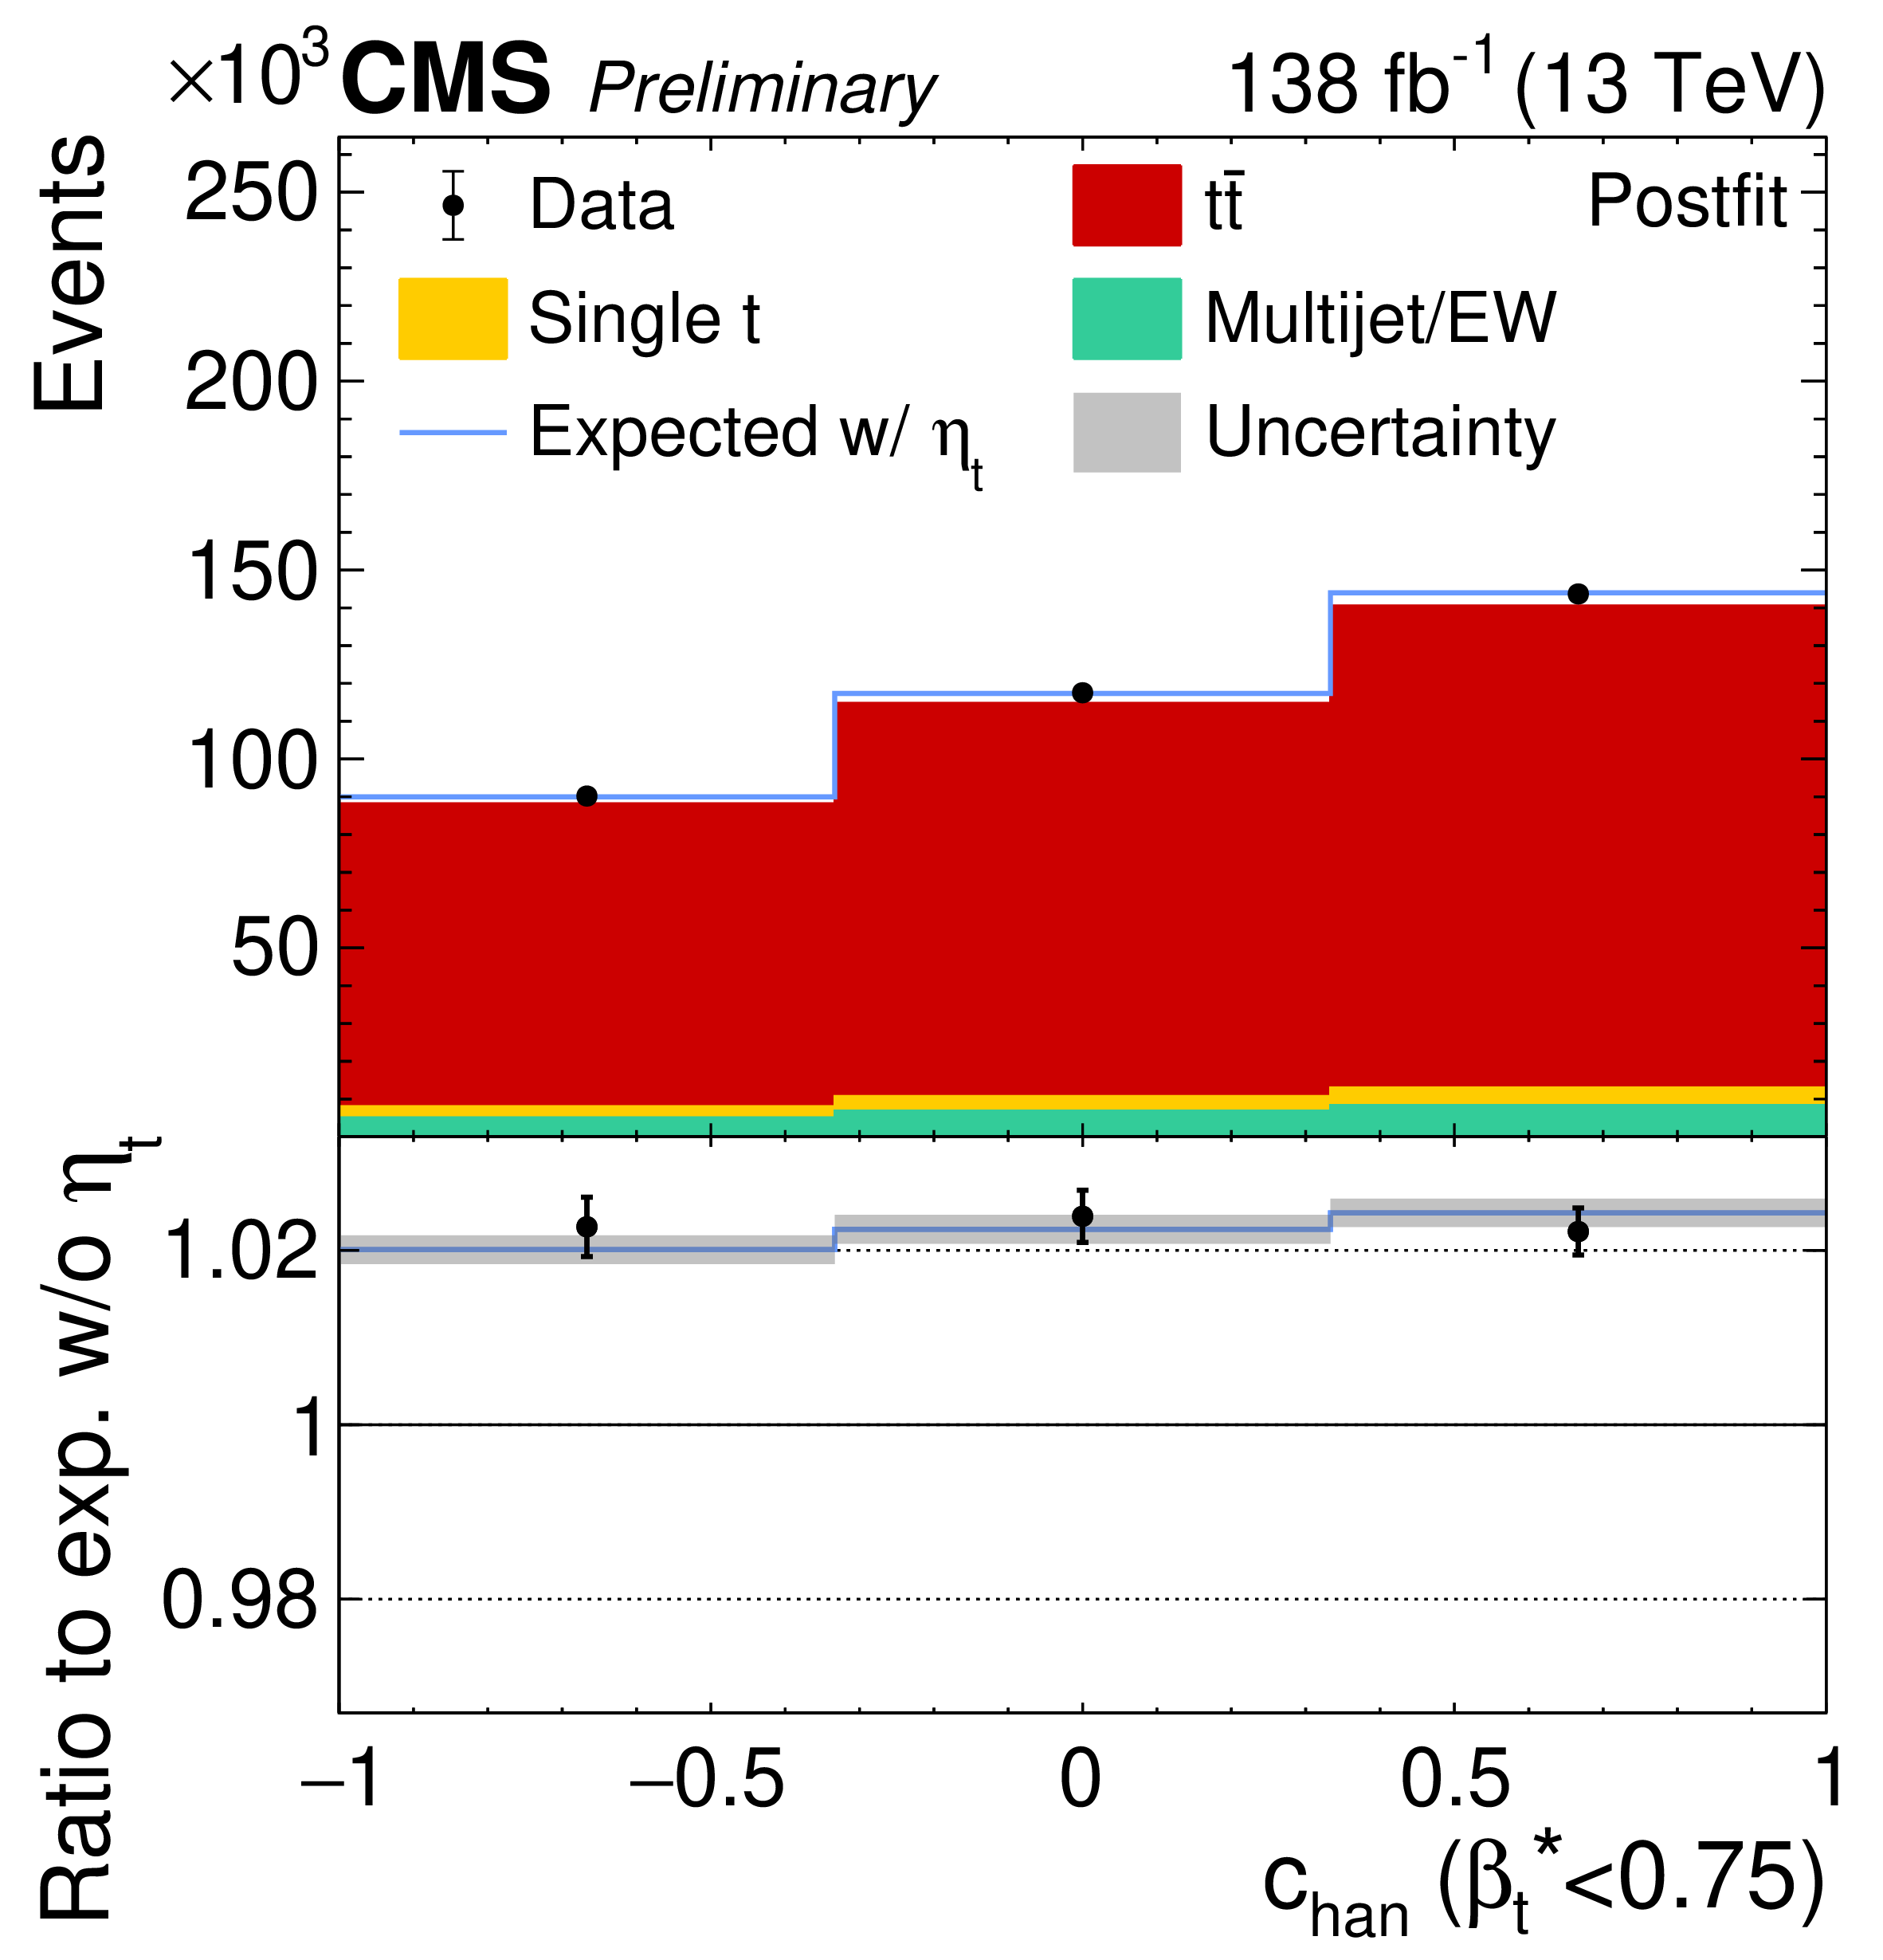 ×10³ CMS Preliminary 138 fb⁻¹ (13 TeV)
Events
250
200
150
100
50
Data
tt̄
Postfit
Single t
Multijet/EW
Expected w/ ηₜ
Uncertainty
Ratio to exp. w/o ηₜ
1.02
1
0.98
−1 −0.5 0 0.5 1
c_han (βₜ*<0.75)